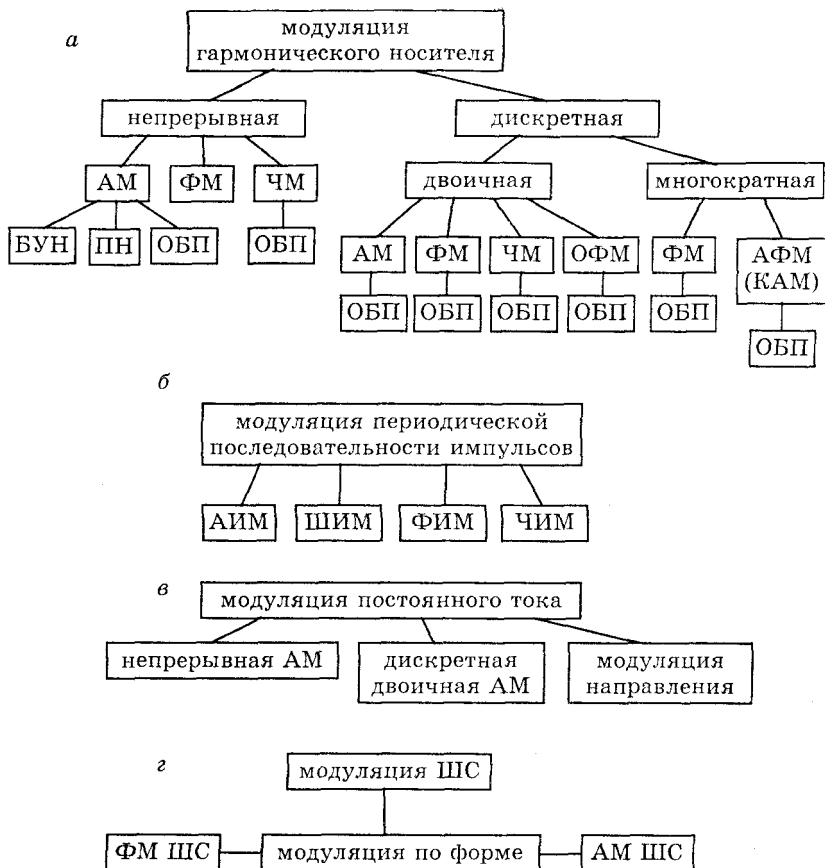 а
модуляция
гармонического носителя
непрерывная
дискретная
АМ
ФМ
ЧМ
двоичная
многократная
БУН
ПН
ОБП
ОБП
АМ
ФМ
ЧМ
ОФМ
ФМ
АФМ
(КАМ)
ОБП
ОБП
ОБП
ОБП
ОБП
ОБП
б
модуляция периодической
последовательности импульсов
АИМ
ШИМ
ФИМ
ЧИМ
в
модуляция постоянного тока
непрерывная АМ
дискретная
двоичная АМ
модуляция
направления
г
модуляция ШС
ФМ ШС
модуляция по форме
АМ ШС